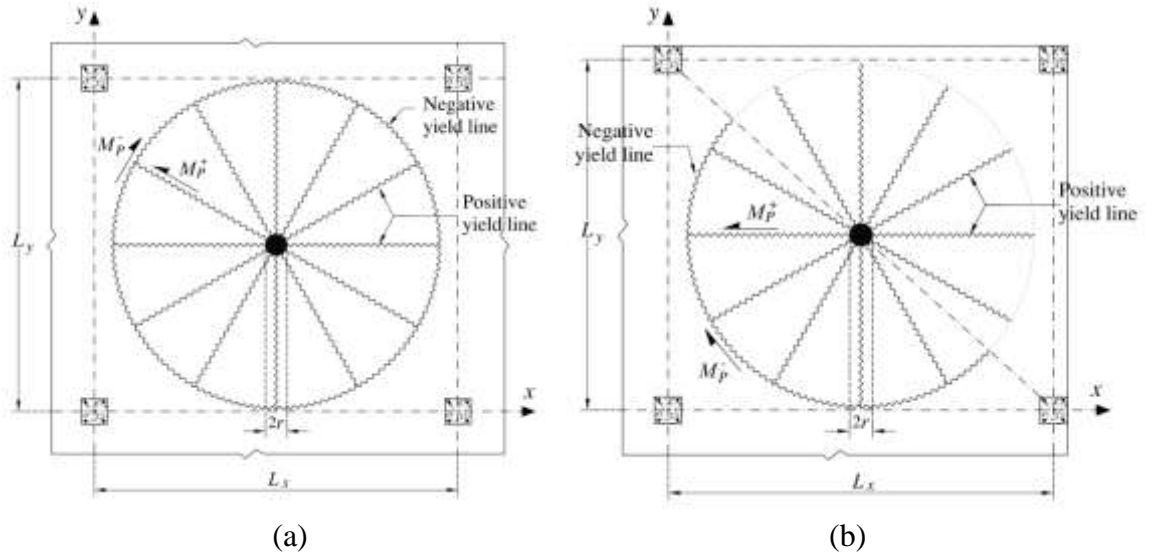 y
Negative
yield line
M_P^-
M_P^+
Positive
yield line
L_y
x
2r
L_x
(a)
y
Negative
yield line
M_P^+
Positive
yield line
L_y
M_P^-
x
2r
L_x
(b)